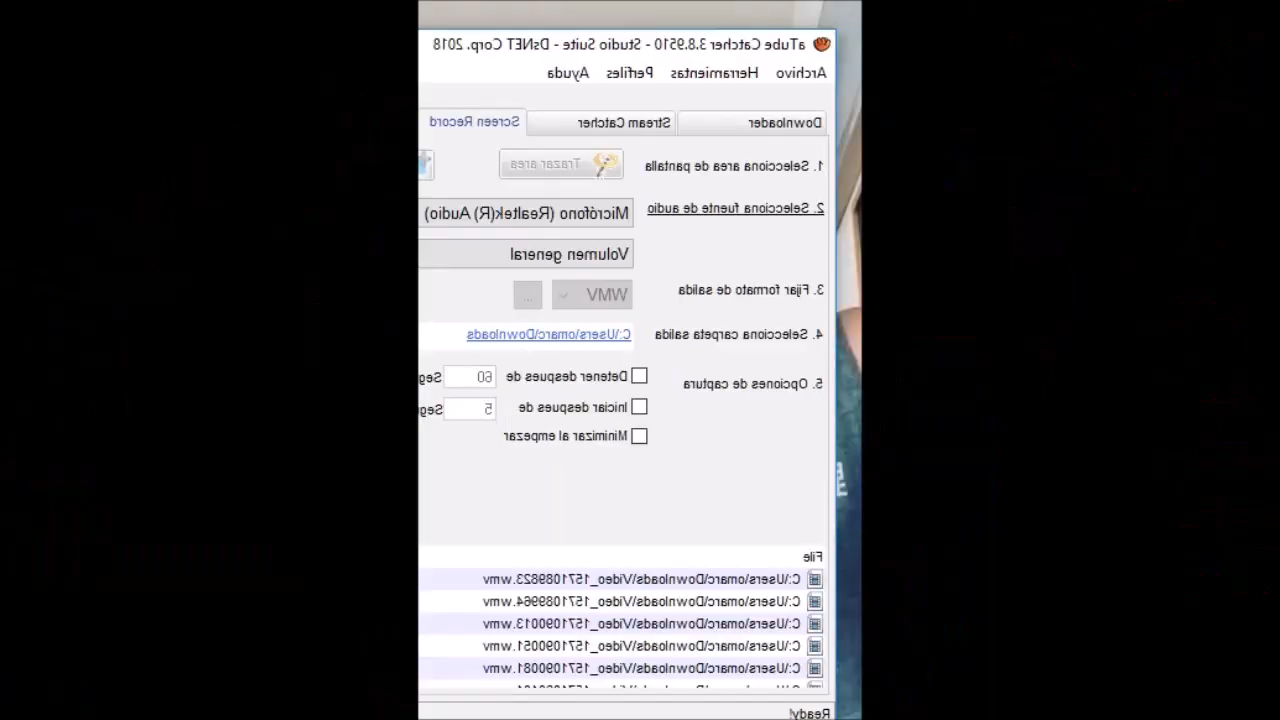 aTube Catcher 3.8.9510 - Studio Suite - DsNET Corp. 2018
Archivo Herramientas Perfiles Ayuda
Downloader Stream Catcher Screen Record
1. Selecciona area de pantalla Trazar area
2. Selecciona fuente de audio Micrófono (Realtek(R) Audio)
Volumen general
3. Fijar formato de salida WMV ...
4. Selecciona carpeta salida C:\Users\omarc\Downloads
5. Opciones de captura Detener despues de 60
Iniciar despues de 5
Minimizar al empezar
File
C:\Users\omarc\Downloads\Video_1571089823.wmv
C:\Users\omarc\Downloads\Video_1571089964.wmv
C:\Users\omarc\Downloads\Video_1571090013.wmv
C:\Users\omarc\Downloads\Video_1571090051.wmv
C:\Users\omarc\Downloads\Video_1571090081.wmv
Ready!